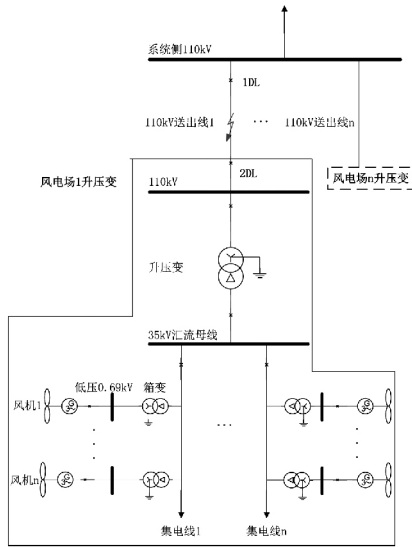 系统侧110kV
1DL
110kV送出线1 ... 110kV送出线n
2DL
风电场1升压变
风电场n升压变
110kV
升压变
35kV汇流母线
低压0.69kV 箱变
风机1
...
风机n
集电线1 集电线n